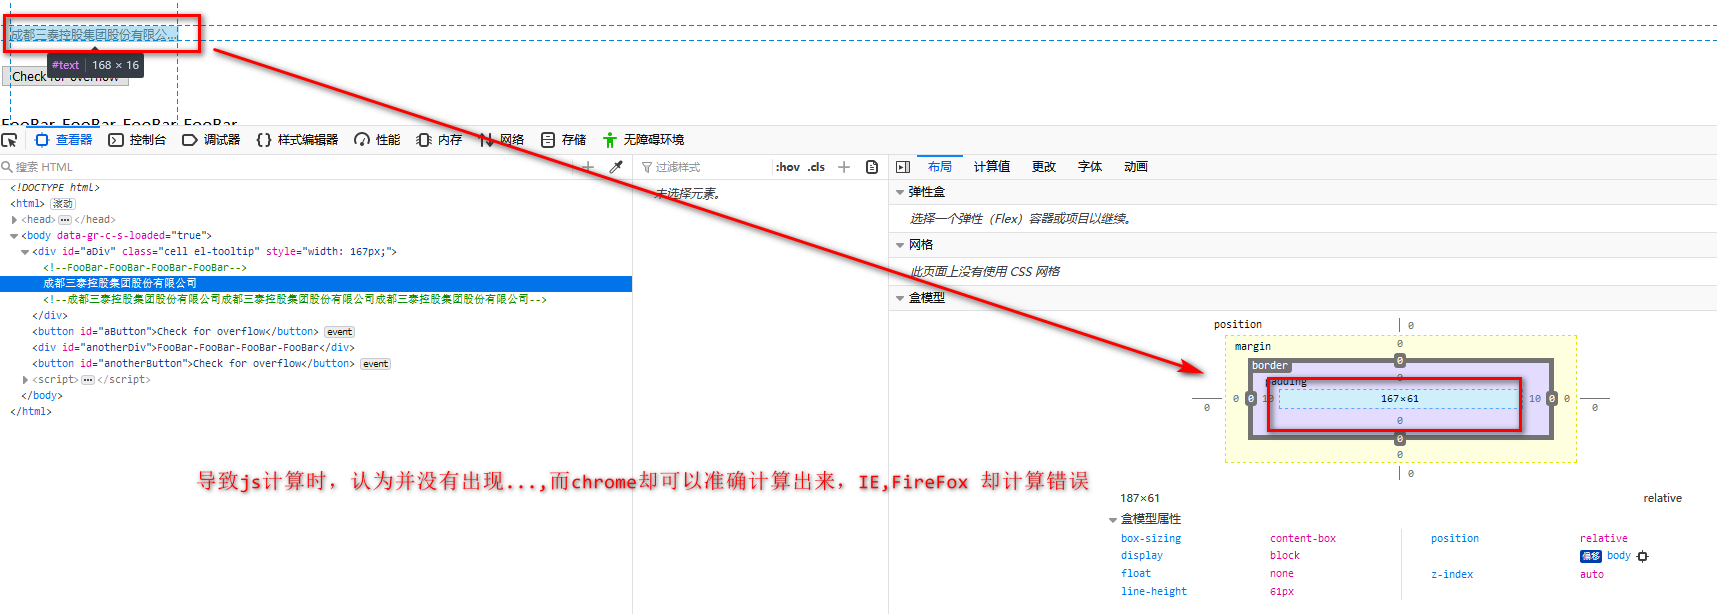 成都三泰控股集团股份有限公...
#text 168 × 16
Check for overflow
FooBar-FooBar-FooBar-FooBar
查看器 控制台 调试器 {} 样式编辑器 性能 内存 网络 存储 无障碍环境
搜索 HTML
过滤样式 :hov .cls
布局 计算值 更改 字体 动画
<!DOCTYPE html>
<html> 滚动
<head> ••• </head>
<body data-gr-c-s-loaded="true">
<div id="aDiv" class="cell el-tooltip" style="width: 167px;">
<!--FooBar-FooBar-FooBar-FooBar-->
成都三泰控股集团股份有限公司
<!--成都三泰控股集团股份有限公司成都三泰控股集团股份有限公司成都三泰控股集团股份有限公司-->
</div>
<button id="aButton">Check for overflow</button> event
<div id="anotherDiv">FooBar-FooBar-FooBar-FooBar</div>
<button id="anotherButton">Check for overflow</button> event
<script> ••• </script>
</body>
</html>
未选择元素。
弹性盒
选择一个弹性（Flex）容器或项目以继续。
网格
此页面上没有使用 CSS 网格
盒模型
position 0
margin 0
border 0
padding 0
0 0 0 10 167×61 10 0 0 0
0
0
0
0
187×61 relative
盒模型属性
box-sizing content-box position relative
display block 偏移 body
float none z-index auto
line-height 61px
导致js计算时，认为并没有出现...,而chrome却可以准确计算出来，IE,FireFox 却计算错误